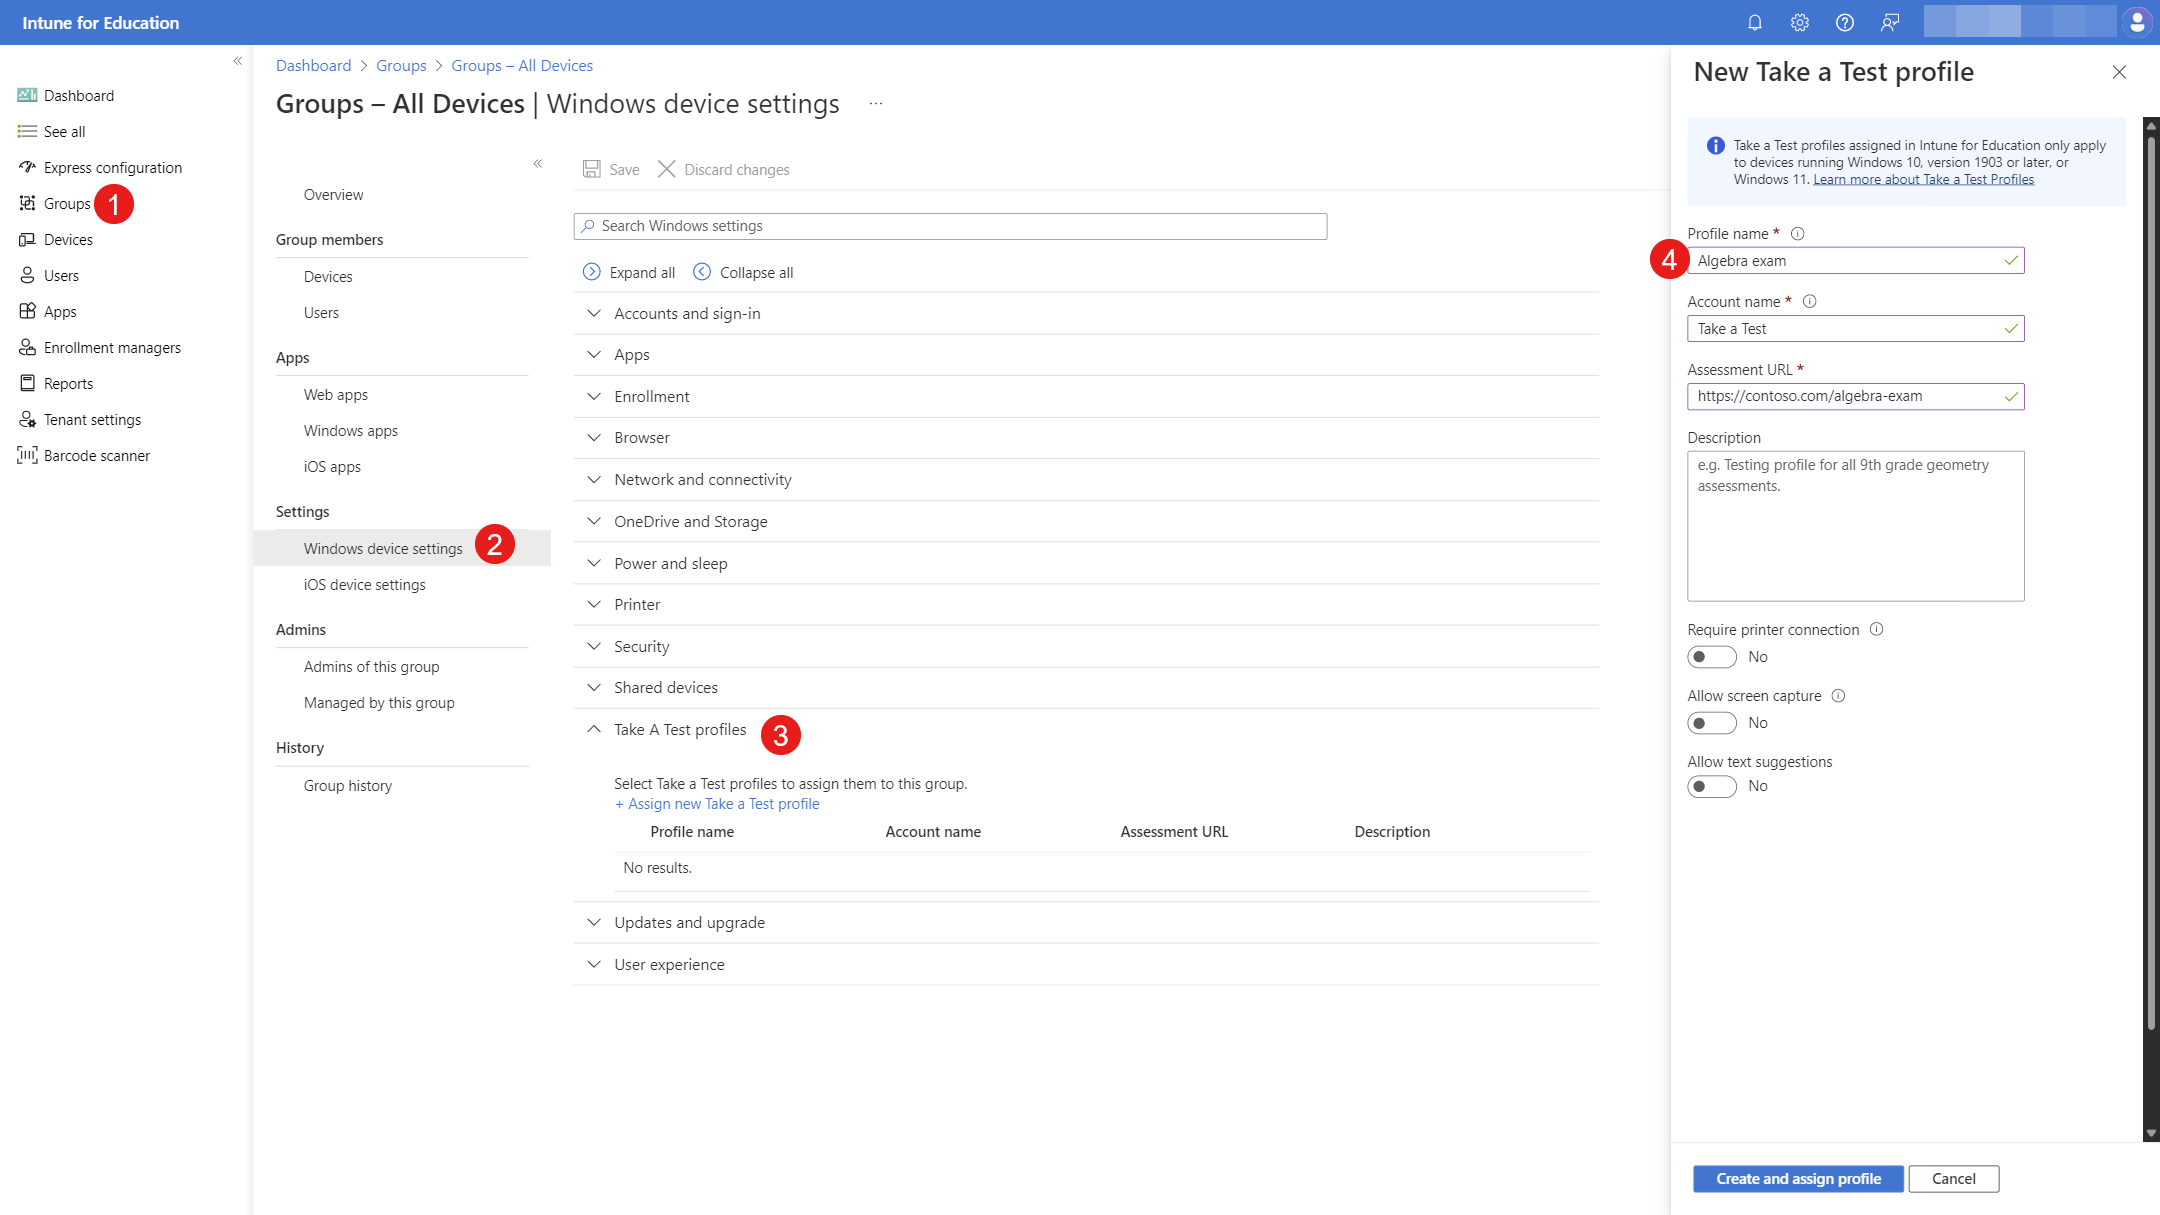 Intune for Education
Dashboard
See all
Express configuration
Groups 1
Devices
Users
Apps
Enrollment managers
Reports
Tenant settings
Barcode scanner
Dashboard > Groups > Groups – All Devices
Groups – All Devices | Windows device settings ...
Overview
Group members
Devices
Users
Apps
Web apps
Windows apps
iOS apps
Settings
Windows device settings 2
iOS device settings
Admins
Admins of this group
Managed by this group
History
Group history
Save Discard changes
Search Windows settings
Expand all Collapse all
Accounts and sign-in
Apps
Enrollment
Browser
Network and connectivity
OneDrive and Storage
Power and sleep
Printer
Security
Shared devices
Take A Test profiles 3
Select Take a Test profiles to assign them to this group.
+ Assign new Take a Test profile
Profile name Account name Assessment URL Description
No results.
Updates and upgrade
User experience
New Take a Test profile
Take a Test profiles assigned in Intune for Education only apply
to devices running Windows 10, version 1903 or later, or
Windows 11. Learn more about Take a Test Profiles
Profile name *
4 Algebra exam
Account name *
Take a Test
Assessment URL *
https://contoso.com/algebra-exam
Description
e.g. Testing profile for all 9th grade geometry
assessments.
Require printer connection
No
Allow screen capture
No
Allow text suggestions
No
Create and assign profile Cancel